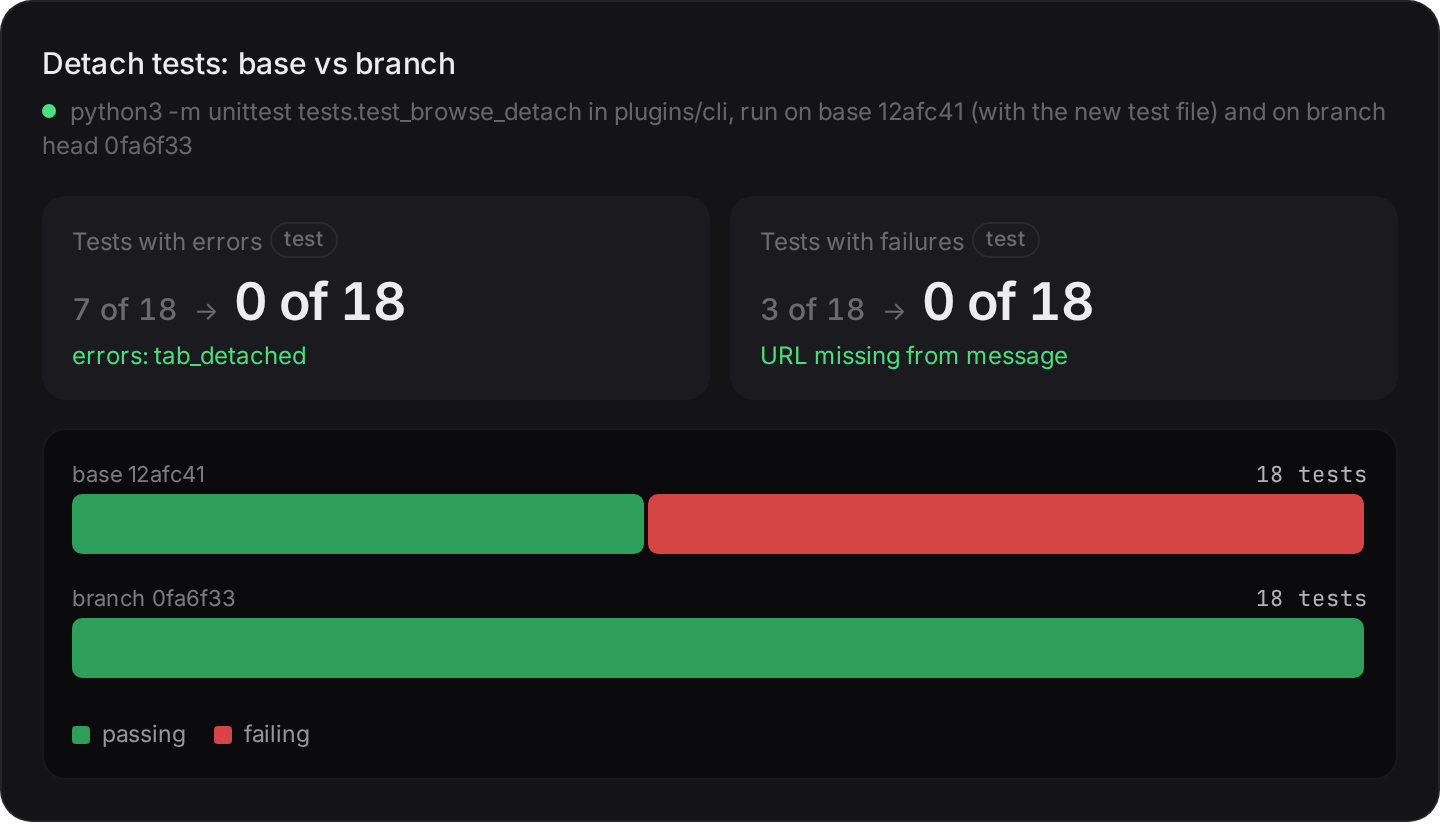 Detach tests: base vs branch
python3 -m unittest tests.test_browse_detach in plugins/cli, run on base 12afc41 (with the new test file) and on branch
head 0fa6f33
Tests with errors test
7 of 18 → 0 of 18
errors: tab_detached
Tests with failures test
3 of 18 → 0 of 18
URL missing from message
base 12afc41 18 tests
branch 0fa6f33 18 tests
passing failing